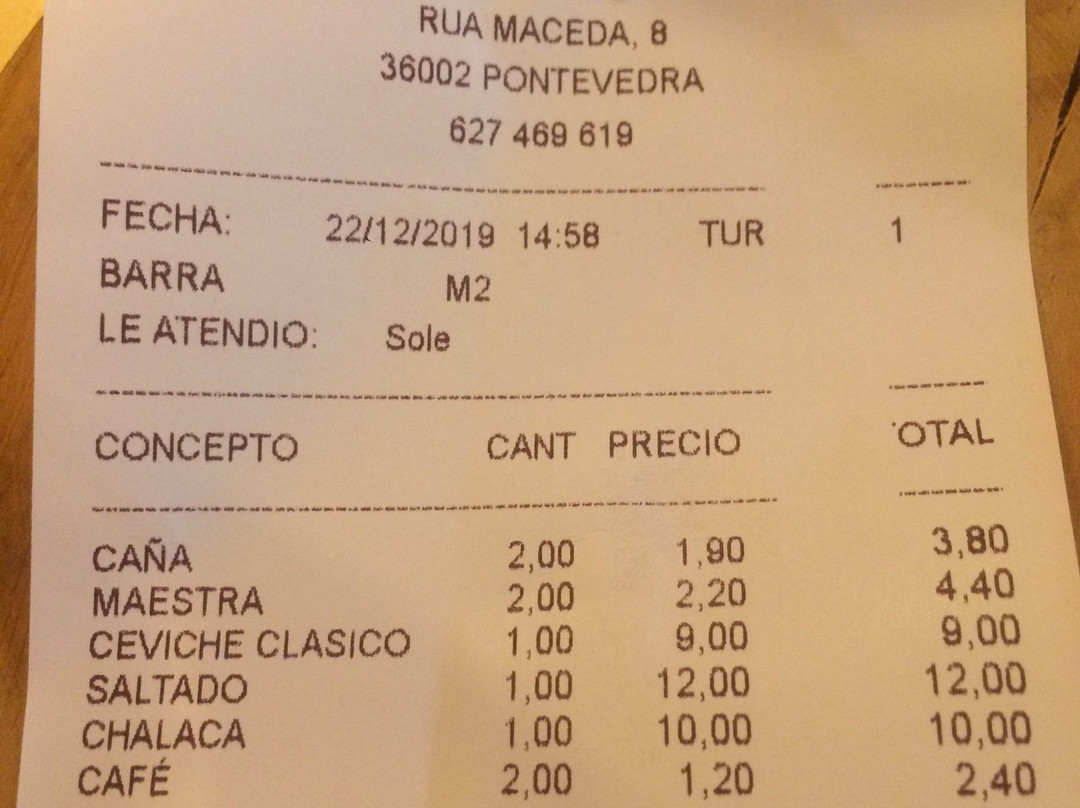 RUA MACEDA, 8
36002 PONTEVEDRA
627 469 619
FECHA: 22/12/2019 14:58 TUR 1
BARRA M2
LE ATENDIO: Sole
CONCEPTO CANT PRECIO OTAL
CAÑA 2,00 1,90 3,80
MAESTRA 2,00 2,20 4,40
CEVICHE CLASICO 1,00 9,00 9,00
SALTADO 1,00 12,00 12,00
CHALACA 1,00 10,00 10,00
CAFÉ 2,00 1,20 2,40